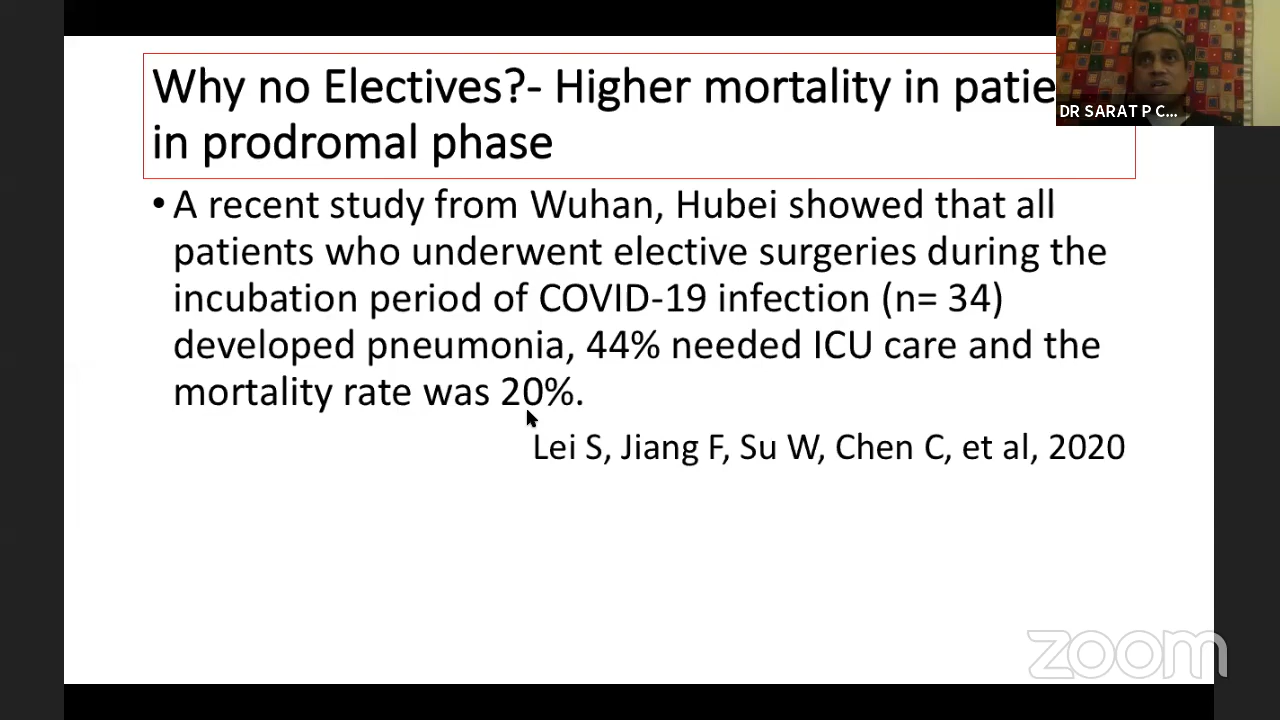 Why no Electives?- Higher mortality in patie
in prodromal phase
• A recent study from Wuhan, Hubei showed that all
patients who underwent elective surgeries during the
incubation period of COVID-19 infection (n= 34)
developed pneumonia, 44% needed ICU care and the
mortality rate was 20%.
Lei S, Jiang F, Su W, Chen C, et al, 2020
DR SARAT P C...
zoom